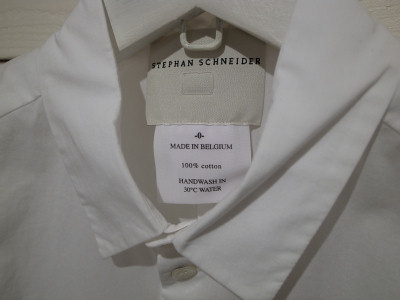 STEPHAN SCHNEIDER
-0-
MADE IN BELGIUM
100% cotton
HANDWASH IN
30°C WATER